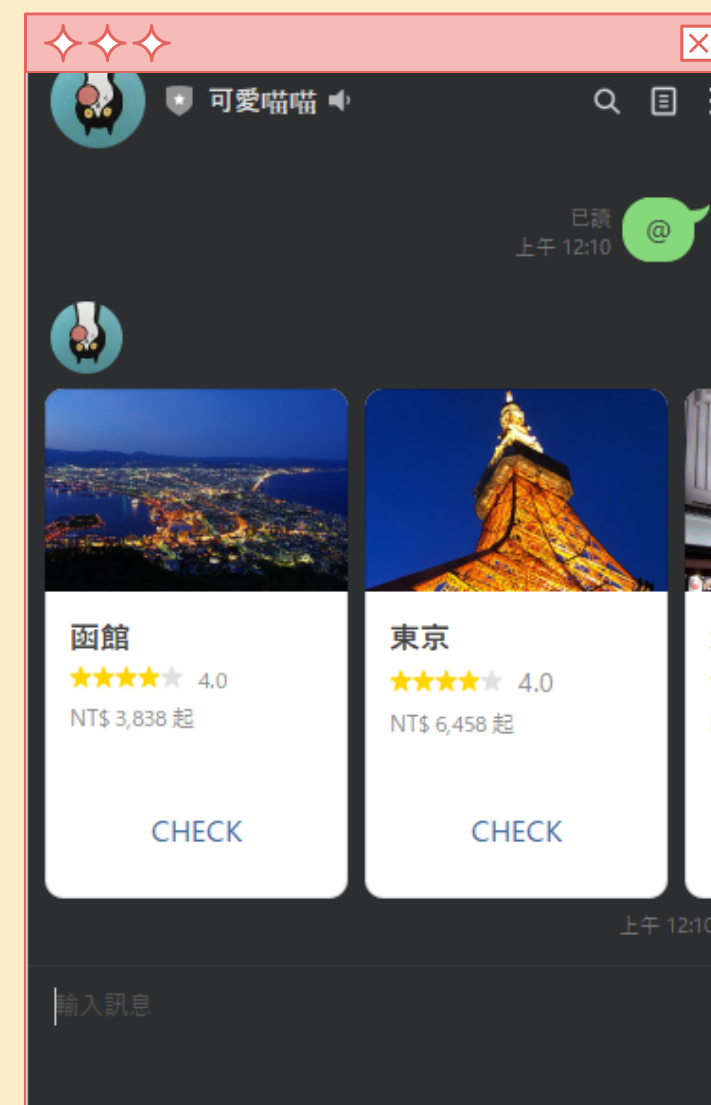 可愛喵喵
已讀
上午 12:10
@
函館
4.0
NT$ 3,838 起
CHECK
東京
4.0
NT$ 6,458 起
CHECK
上午 12:10
輸入訊息